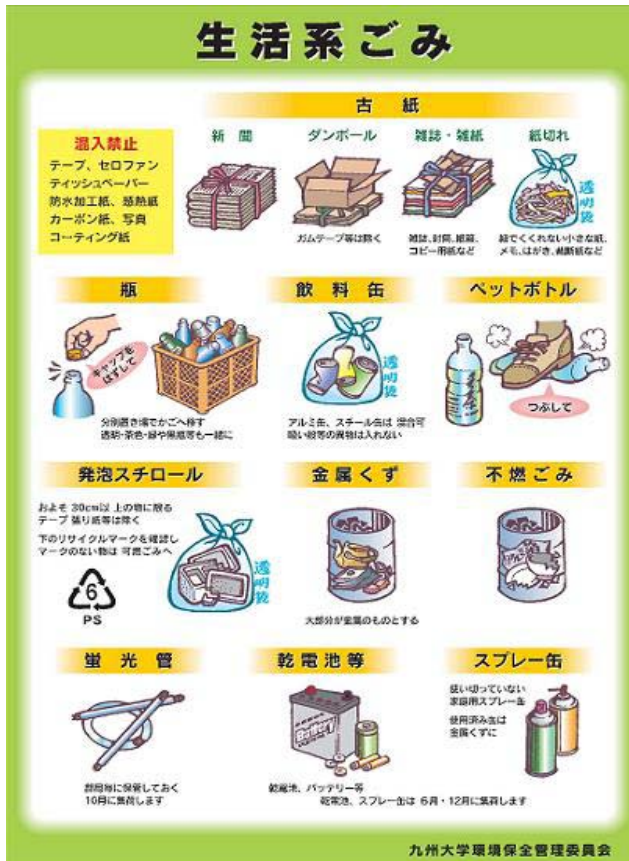 生活系ごみ
古紙
混入禁止
テープ、セロファン
ティッシュペーパー
防水加工紙、感熱紙
カーボン紙、写真
コーティング紙
新聞
ダンボール
ガムテープ等は除く
雑誌・雑紙
雑誌、封筒、紙箱、
コピー用紙など
紙切れ
透明袋
紐でくくれない小さな紙、
メモ、はがき、裁断紙など
瓶
キャップを
はずして
分別置き場でかごへ移す
透明・茶色・緑や黒瓶等も一緒に
飲料缶
透明袋
アルミ缶、スチール缶は 混合可
吸い殻等の異物は入れない
ペットボトル
つぶして
発泡スチロール
およそ 30cm以上の物に限る
テープ 張り紙等は除く
下のリサイクルマークを確認し
マークのない物は 可燃ごみへ
6
PS
透明袋
金属くず
大部分が金属のものとする
不燃ごみ
蛍光管
部局毎に保管しておく
10月に集荷します
乾電池等
Battery
乾電池、バッテリー等
乾電池、スプレー缶は 6月・12月に集荷します
スプレー缶
使い切っていない
家庭用スプレー缶
使用済み缶は
金属くずに
九州大学環境保全管理委員会